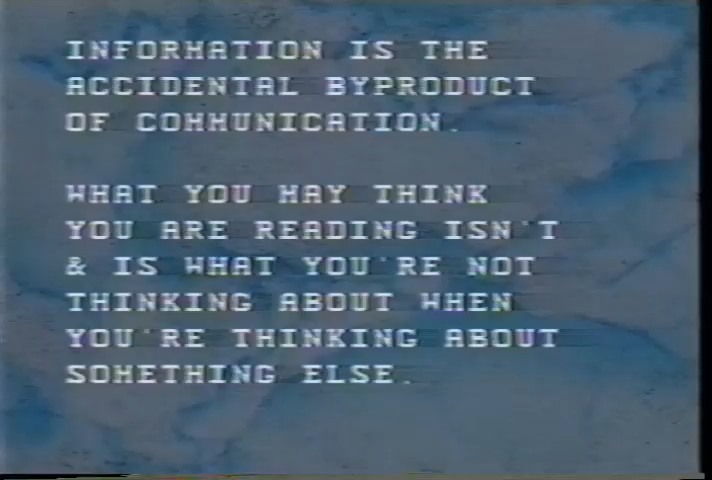 INFORMATION IS THE
ACCIDENTAL BYPRODUCT
OF COMMUNICATION.
WHAT YOU MAY THINK
YOU ARE READING ISN'T
& IS WHAT YOU'RE NOT
THINKING ABOUT WHEN
YOU'RE THINKING ABOUT
SOMETHING ELSE.